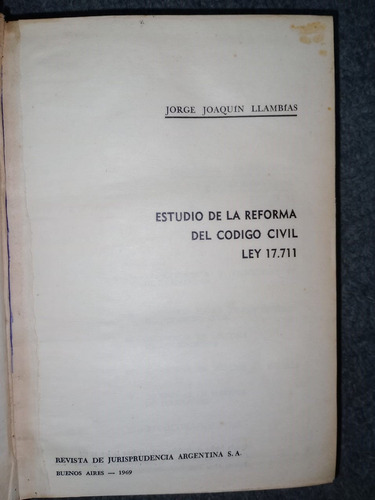 JORGE JOAQUIN LLAMBIAS
ESTUDIO DE LA REFORMA
DEL CODIGO CIVIL
LEY 17.711
REVISTA DE JURISPRUDENCIA ARGENTINA S.A.
BUENOS AIRES — 1969